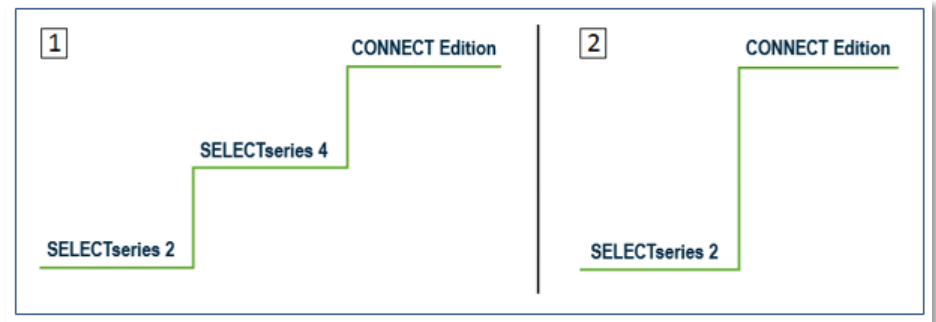 1
CONNECT Edition
SELECTseries 4
SELECTseries 2
2
CONNECT Edition
SELECTseries 2